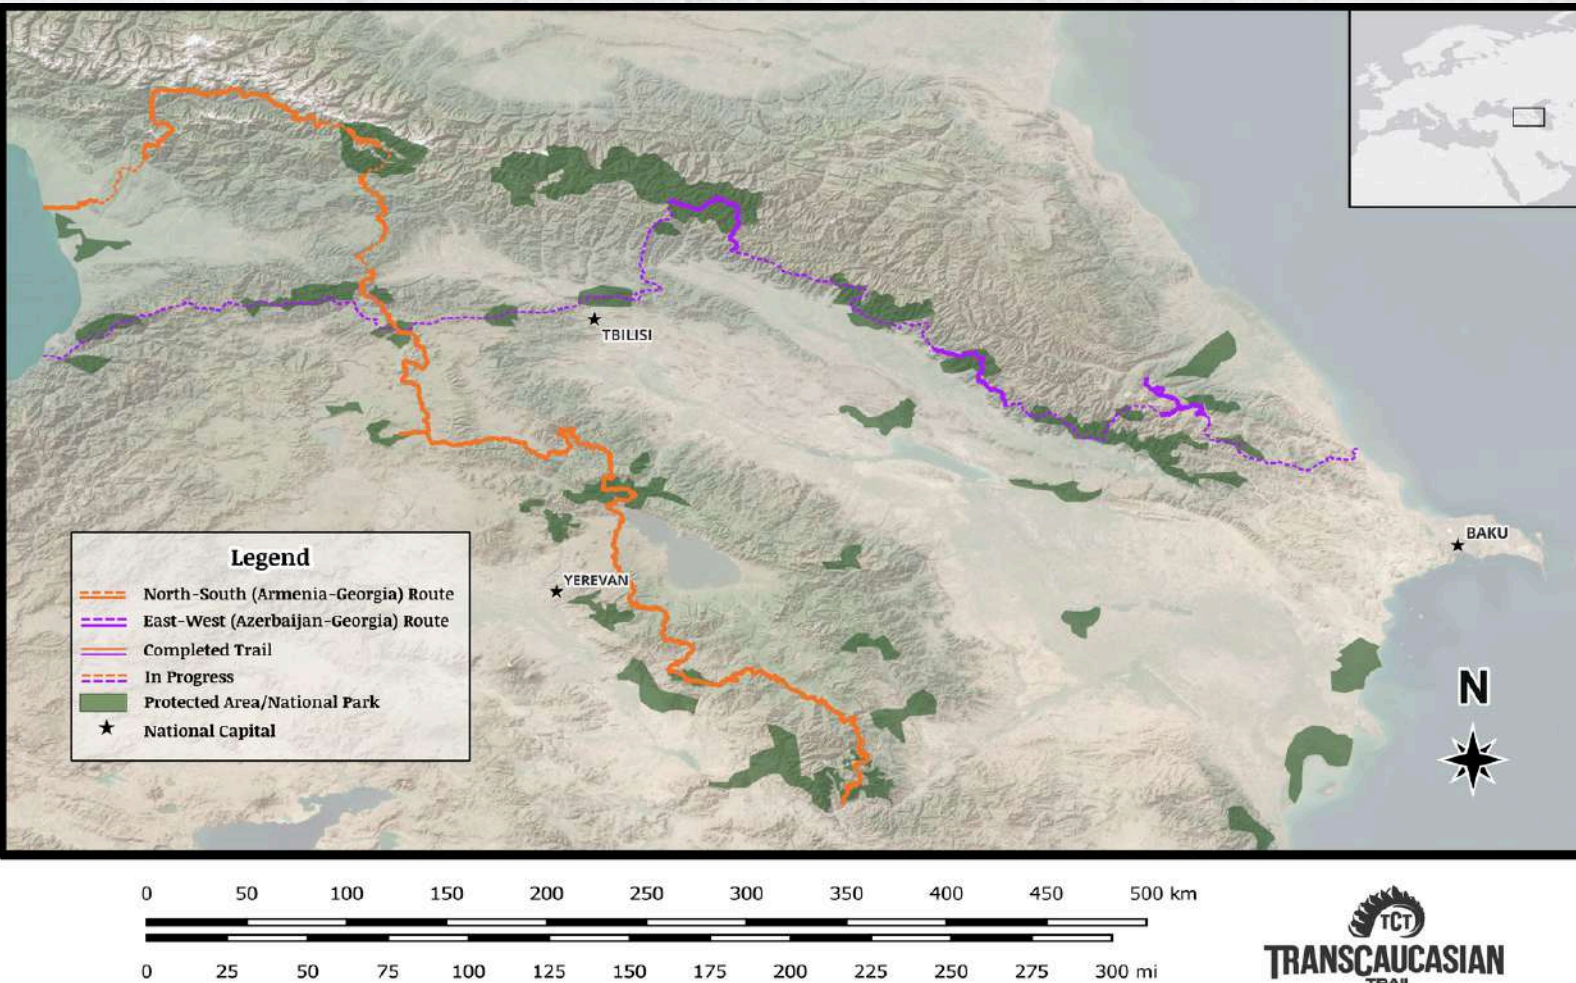 TBILISI
BAKU
YEREVAN
Legend
North-South (Armenia-Georgia) Route
East-West (Azerbaijan-Georgia) Route
Completed Trail
In Progress
Protected Area/National Park
National Capital
N
0 50 100 150 200 250 300 350 400 450 500 km
0 25 50 75 100 125 150 175 200 225 250 275 300 mi
TCT
TRANSCAUCASIAN
TRAIL